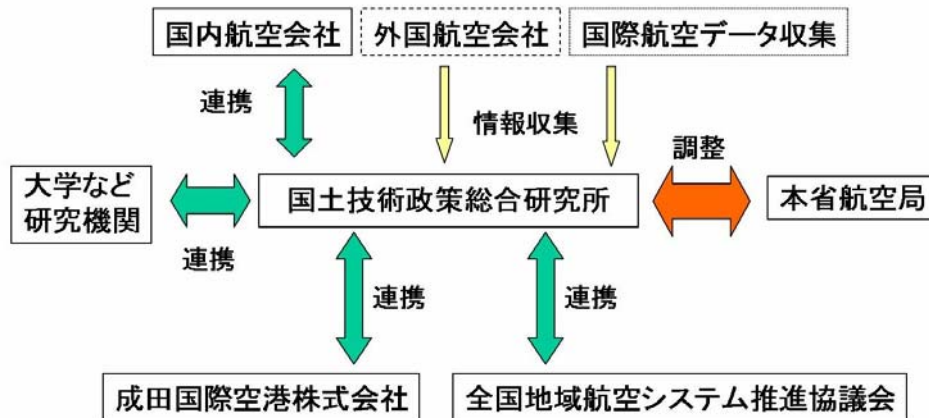 国内航空会社
外国航空会社
国際航空データ収集
連携
情報収集
調整
大学など
研究機関
国土技術政策総合研究所
本省航空局
連携
連携
連携
成田国際空港株式会社
全国地域航空システム推進協議会